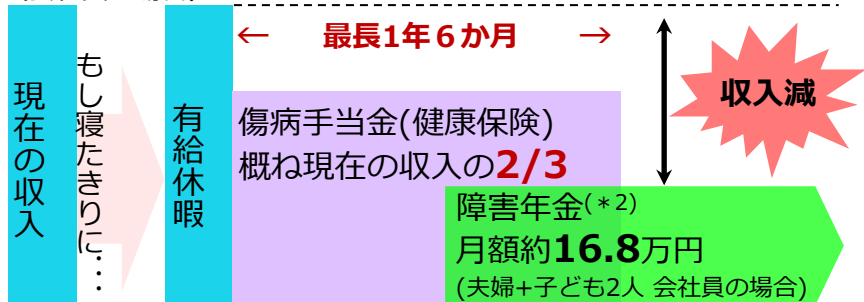 現在の収入
もし寝たきりに…
有給休暇
← 最長1年６か月 →
傷病手当金(健康保険)
概ね現在の収入の2/3
収入減
障害年金(＊2)
月額約16.8万円
(夫婦+子ども2人 会社員の場合)